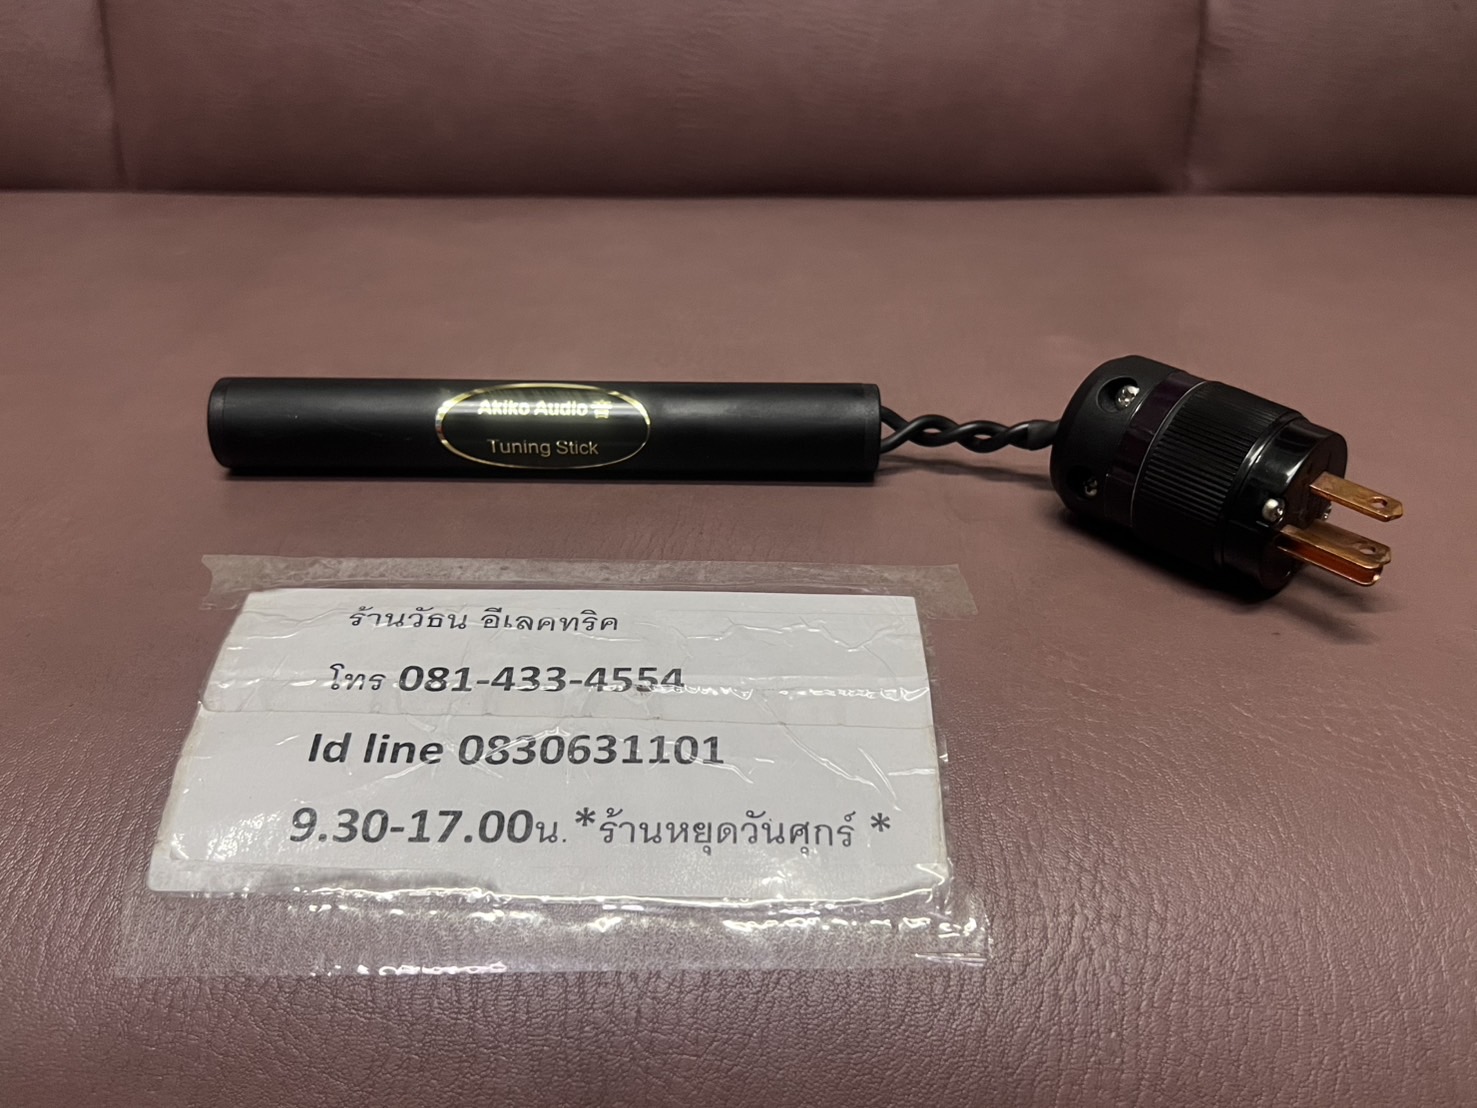 Akiko Audio 音
Tuning Stick
ร้านวัธน อีเลคทริค
โทร 081-433-4554
Id line 0830631101
9.30-17.00น.*ร้านหยุดวันศุกร์ *